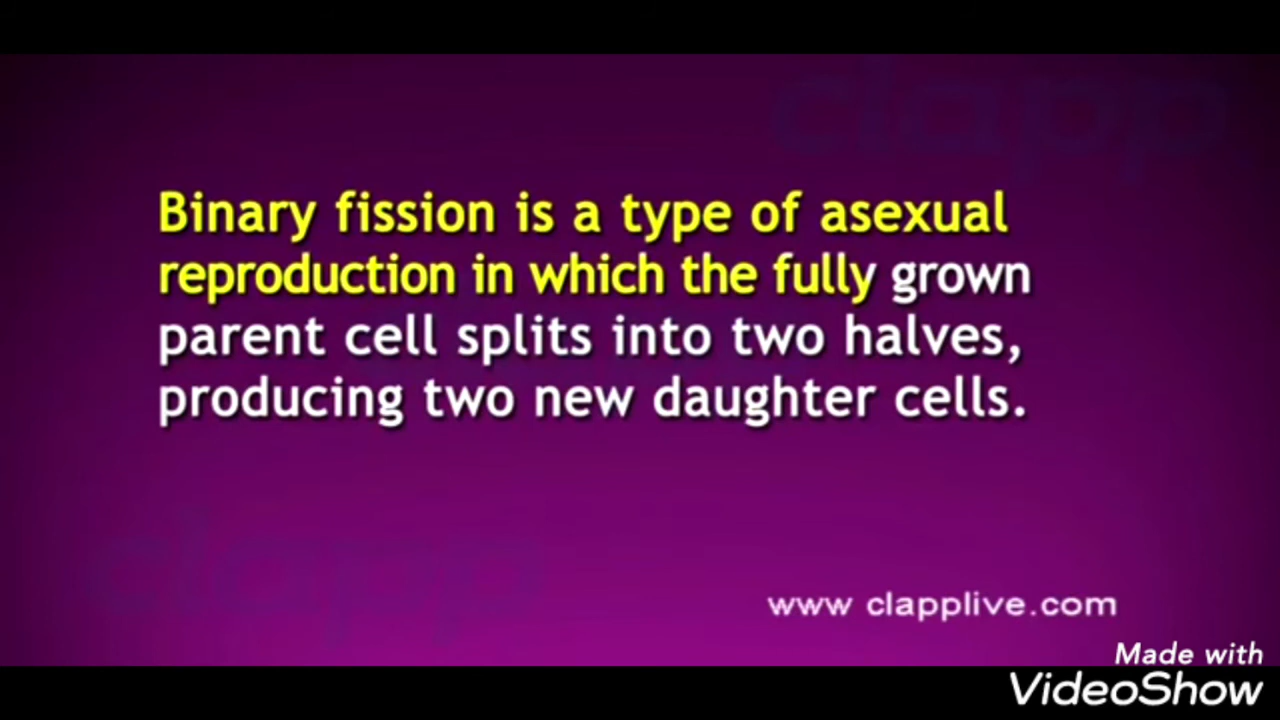 Binary fission is a type of asexual
reproduction in which the fully grown
parent cell splits into two halves,
producing two new daughter cells.
www clapplive.com
Made with
VideoShow